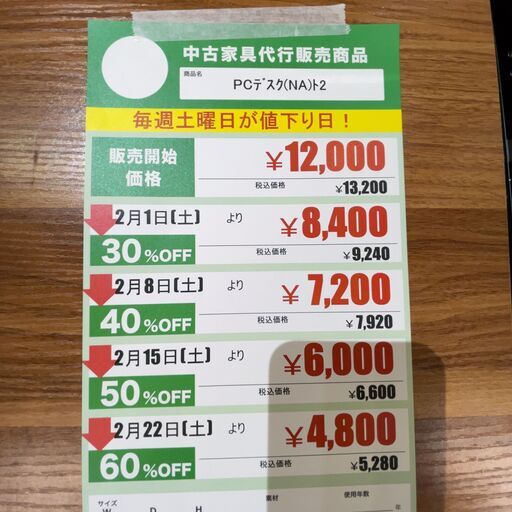 中古家具代行販売商品
商品名
PCﾃﾞｽｸ(NA)ﾄ2
毎週土曜日が値下り日！
販売開始
価格
¥12,000
税込価格 ¥13,200
2月1日(土) より ¥8,400
30%OFF 税込価格 ¥9,240
2月8日(土) より ¥7,200
40%OFF 税込価格 ¥7,920
2月15日(土) より ¥6,000
50%OFF 税込価格 ¥6,600
2月22日(土) より ¥4,800
60%OFF 税込価格 ¥5,280
サイズ 素材 使用年数
W D H 年